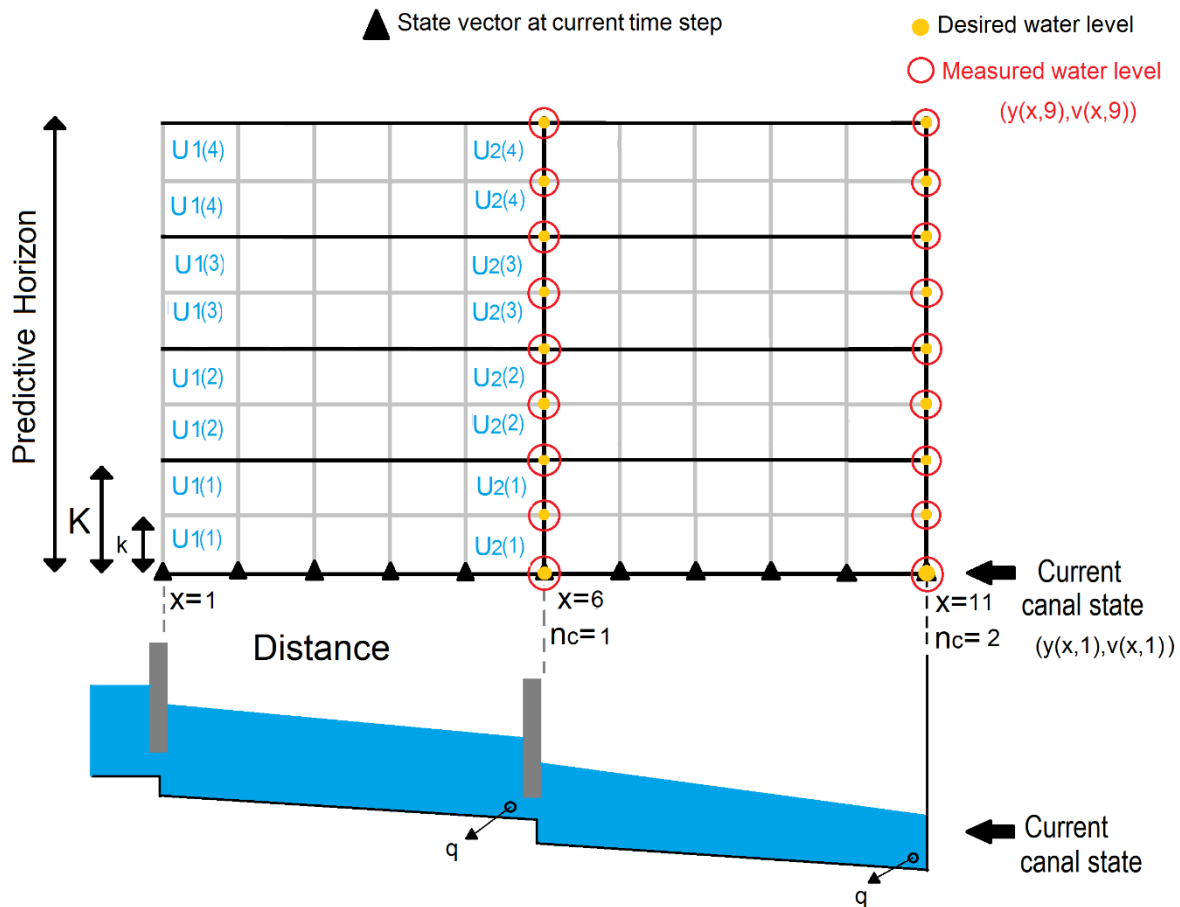 State vector at current time step
Desired water level
Measured water level
(y(x,9),v(x,9))
Predictive Horizon
U1(4) U2(4)
U1(4) U2(4)
U1(3) U2(3)
U1(3) U2(3)
U1(2) U2(2)
U1(2) U2(2)
K U1(1) U2(1)
k U1(1) U2(1)
x=1 x=6 x=11
nc=1 nc=2
Current
canal state
(y(x,1),v(x,1))
Distance
q
q
Current
canal state